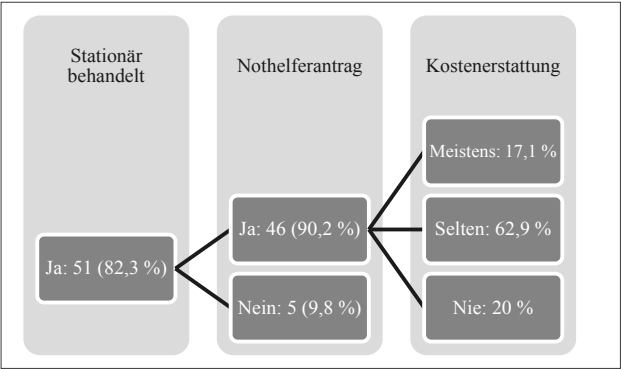 Stationär
behandelt
Nothelferantrag
Kostenerstattung
Ja: 51 (82,3 %)
Ja: 46 (90,2 %)
Nein: 5 (9,8 %)
Meistens: 17,1 %
Selten: 62,9 %
Nie: 20 %